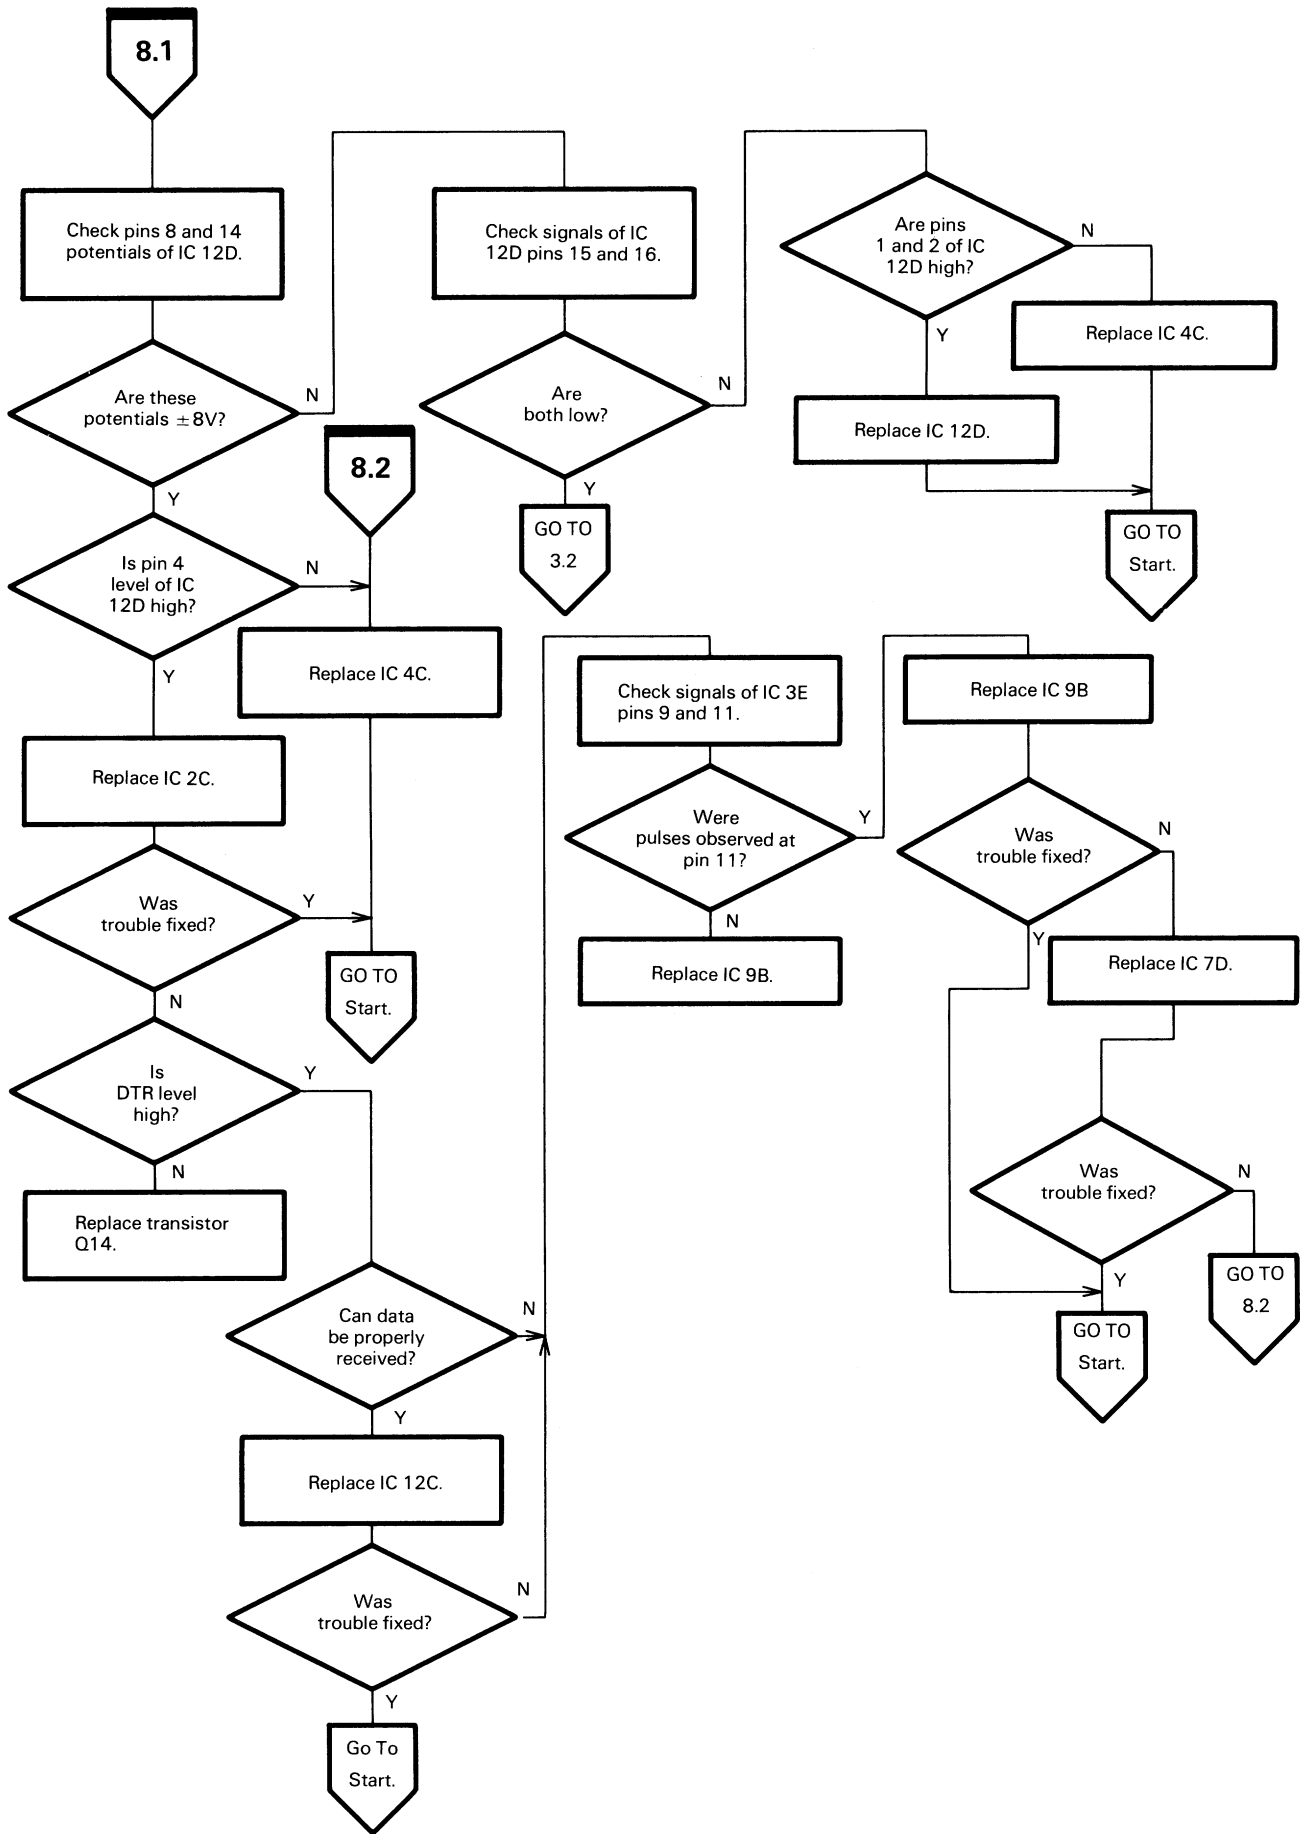 8.1
Check pins 8 and 14
potentials of IC 12D.
Are these
potentials ±8V?
N
Y
Is pin 4
level of IC
12D high?
N
Y
Replace IC 2C.
Was
trouble fixed?
Y
N
Is
DTR level
high?
Y
N
Replace transistor
Q14.
8.2
Replace IC 4C.
GO TO
Start.
Can data
be properly
received?
N
Y
Replace IC 12C.
Was
trouble fixed?
N
Y
Go To
Start.
Check signals of IC
12D pins 15 and 16.
Are
both low?
N
Y
GO TO
3.2
Are pins
1 and 2 of IC
12D high?
N
Y
Replace IC 4C.
Replace IC 12D.
GO TO
Start.
Check signals of IC 3E
pins 9 and 11.
Were
pulses observed at
pin 11?
Y
N
Replace IC 9B.
Replace IC 9B
Was
trouble fixed?
N
Y
Replace IC 7D.
Was
trouble fixed?
N
Y
GO TO
8.2
GO TO
Start.